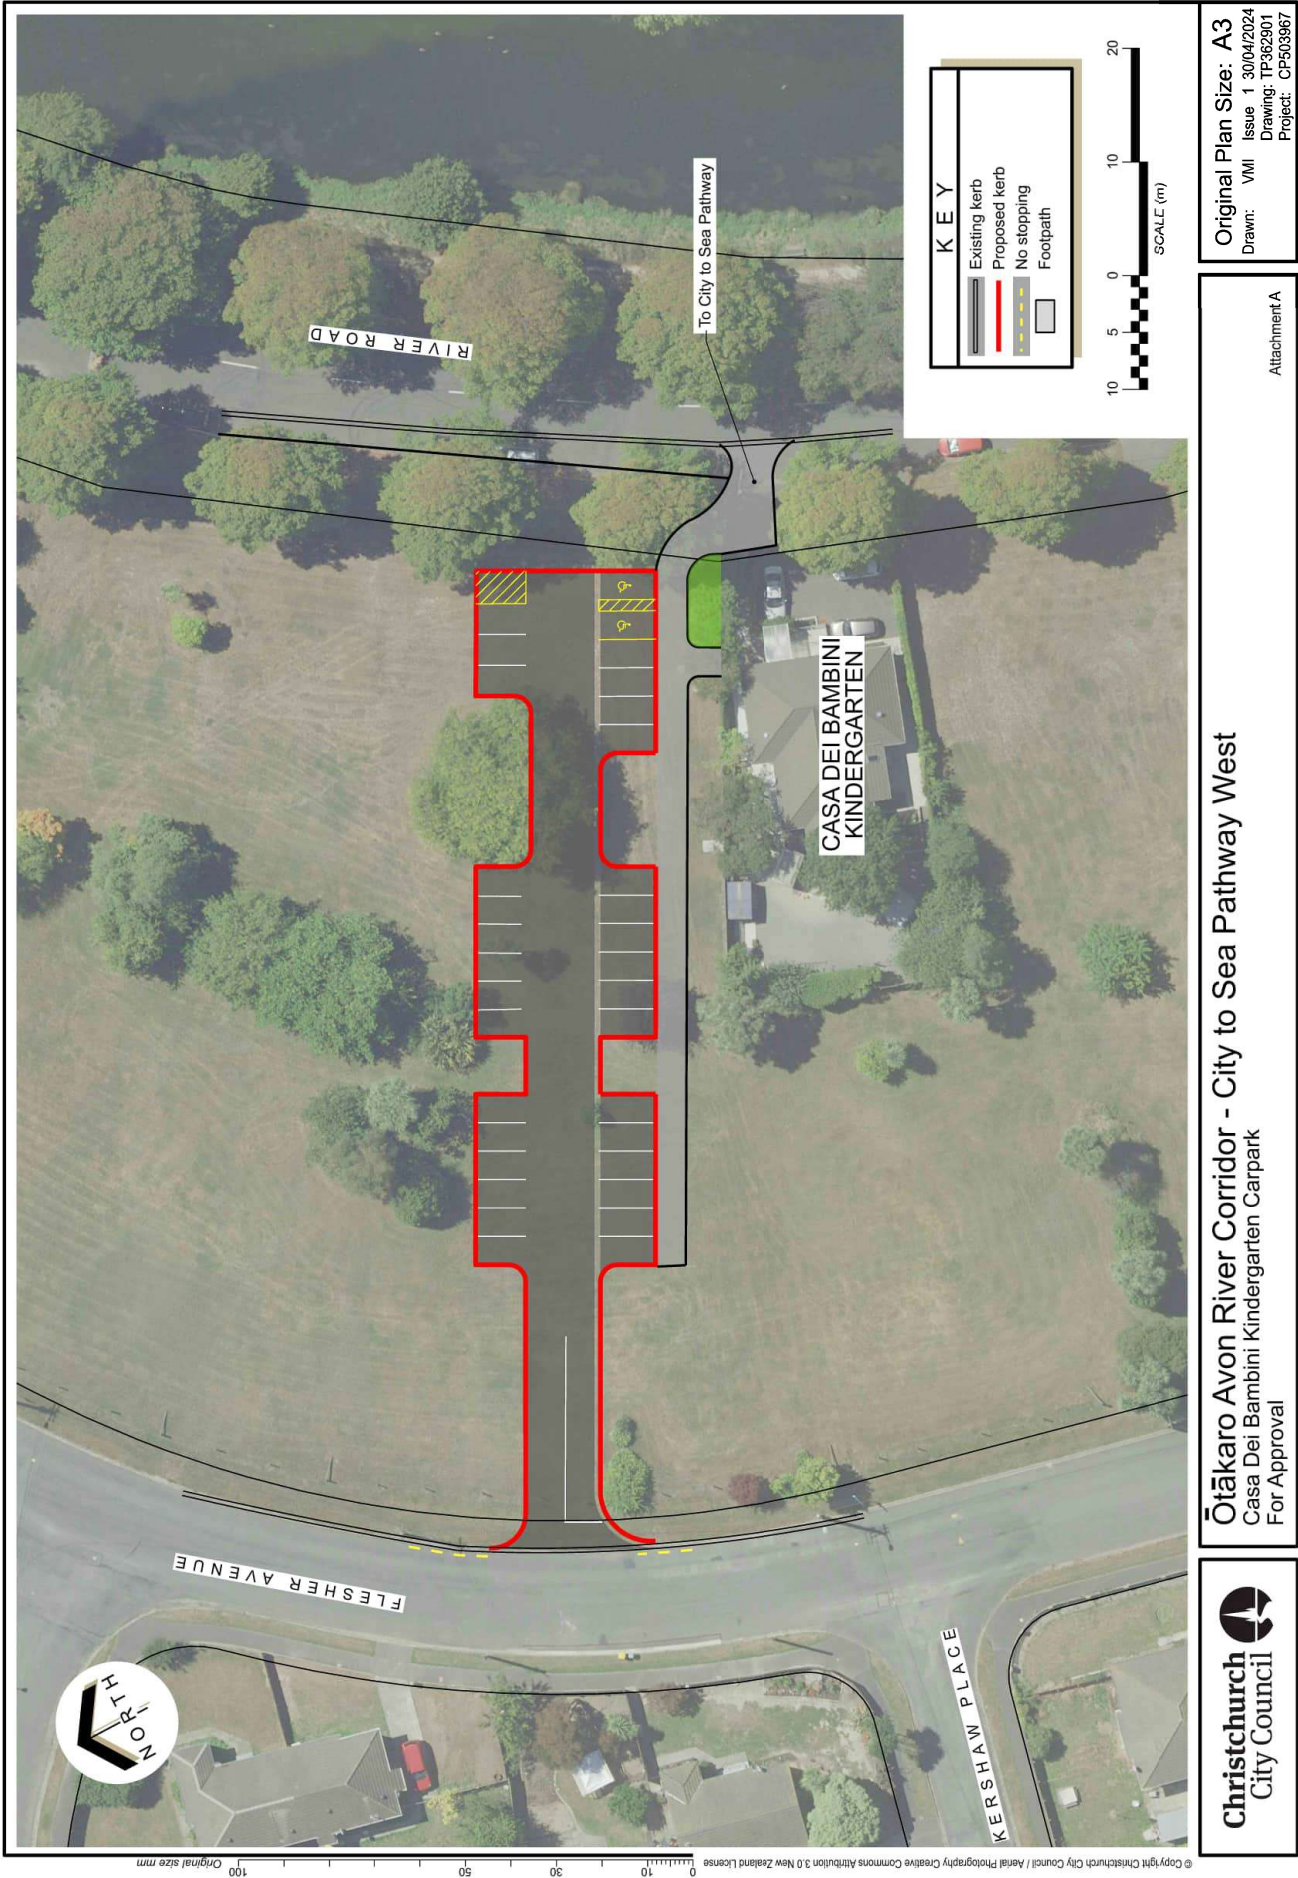 NORTH
FLESHER AVENUE
KERSHAW PLACE
RIVER ROAD
To City to Sea Pathway
CASA DEI BAMBINI
KINDERGARTEN
KEY
Existing kerb
Proposed kerb
No stopping
Footpath
10 5 0 10 20
SCALE (m)
Christchurch
City Council
Ōtākaro Avon River Corridor - City to Sea Pathway West
Casa Dei Bambini Kindergarten Carpark
For Approval
Attachment A
Original Plan Size: A3
Drawn: VMI Issue 1 30/04/2024
Drawing: TP362901
Project: CP503967
Original size mm
100 50 30 10 0
© Copyright Christchurch City Council / Aerial Photography Creative Commons Attribution 3.0 New Zealand License